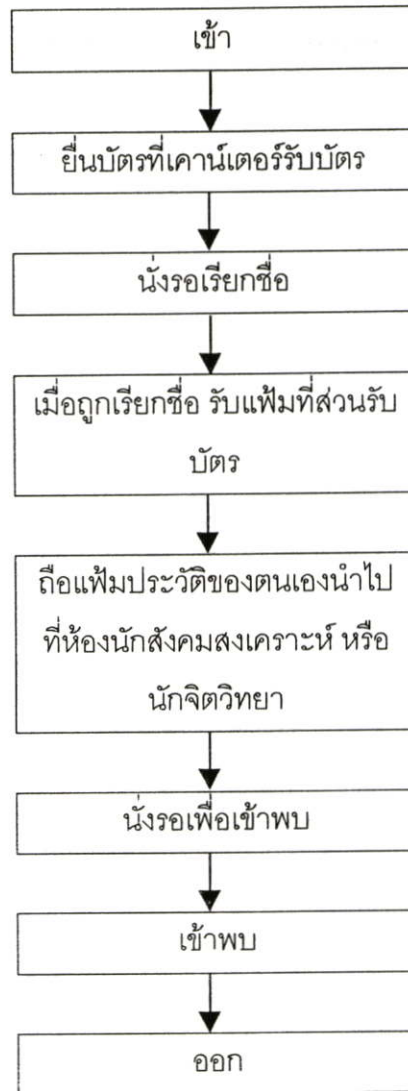 เข้า
ยื่นบัตรที่เคาน์เตอร์รับบัตร
นั่งรอเรียกชื่อ
เมื่อถูกเรียกชื่อ รับแฟ้มที่ส่วนรับ
บัตร
ถือแฟ้มประวัติของตนเองนำไป
ที่ห้องนักสังคมสงเคราะห์ หรือ
นักจิตวิทยา
นั่งรอเพื่อเข้าพบ
เข้าพบ
ออก